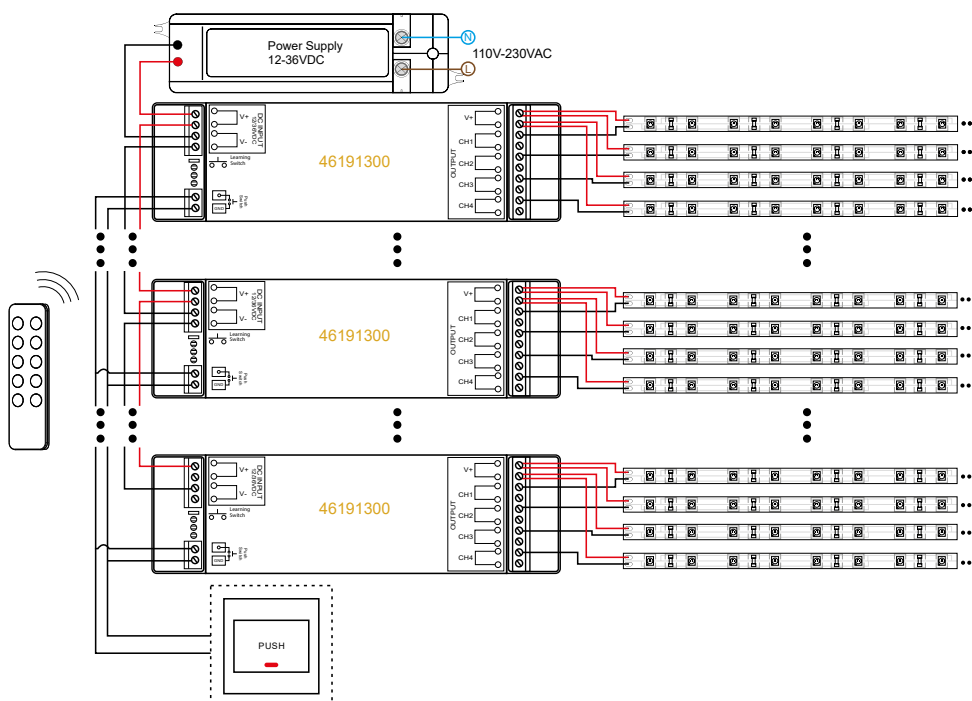 Power Supply
12-36VDC
N
L
110V-230VAC
DC INPUT
12/36VDC
V+
V-
Learning
Switch
GND
Push
Switch
46191300
OUTPUT
V+
CH1
CH2
CH3
CH4
DC INPUT
12/36VDC
V+
V-
Learning
Switch
GND
Push
Switch
46191300
OUTPUT
V+
CH1
CH2
CH3
CH4
DC INPUT
12/36VDC
V+
V-
Learning
Switch
GND
Push
Switch
46191300
OUTPUT
V+
CH1
CH2
CH3
CH4
PUSH